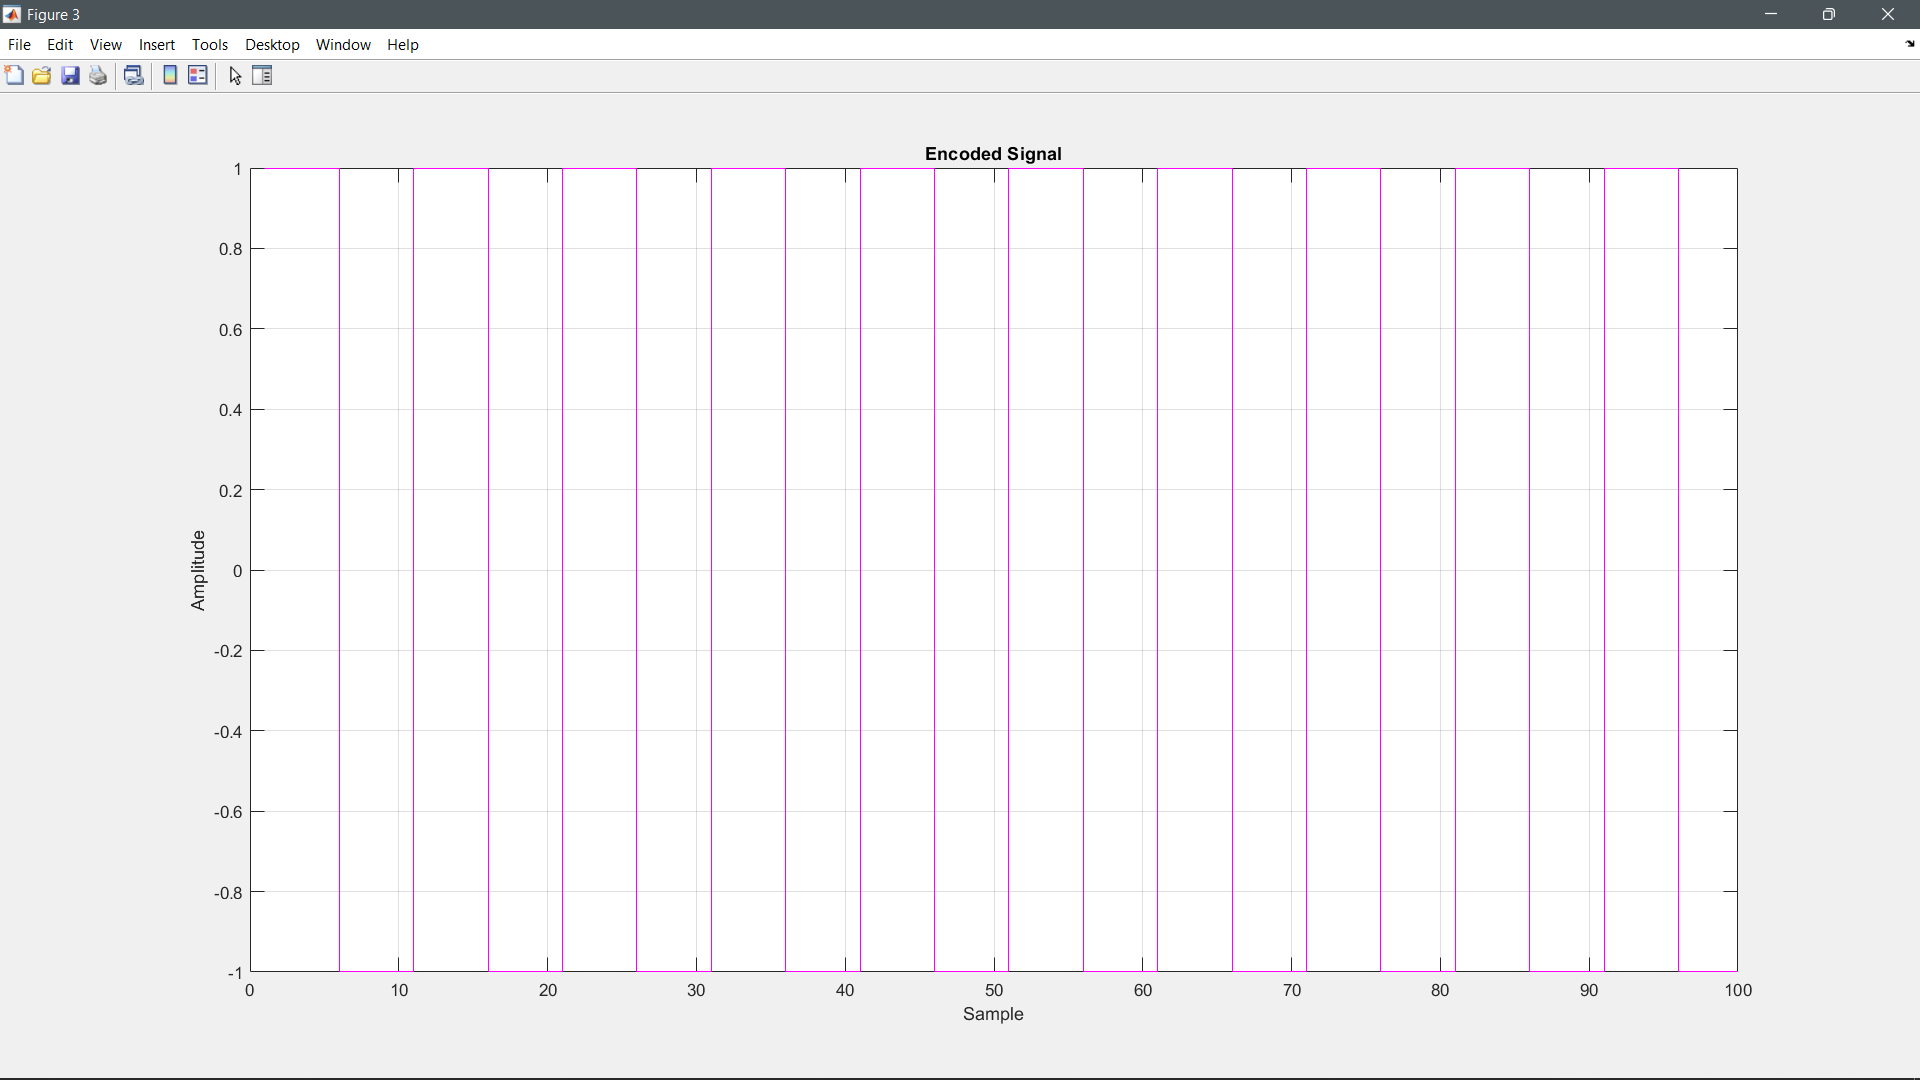 Figure 3
File Edit View Insert Tools Desktop Window Help
Encoded Signal
1
0.8
0.6
0.4
0.2
0
-0.2
-0.4
-0.6
-0.8
-1
Amplitude
0 10 20 30 40 50 60 70 80 90 100
Sample